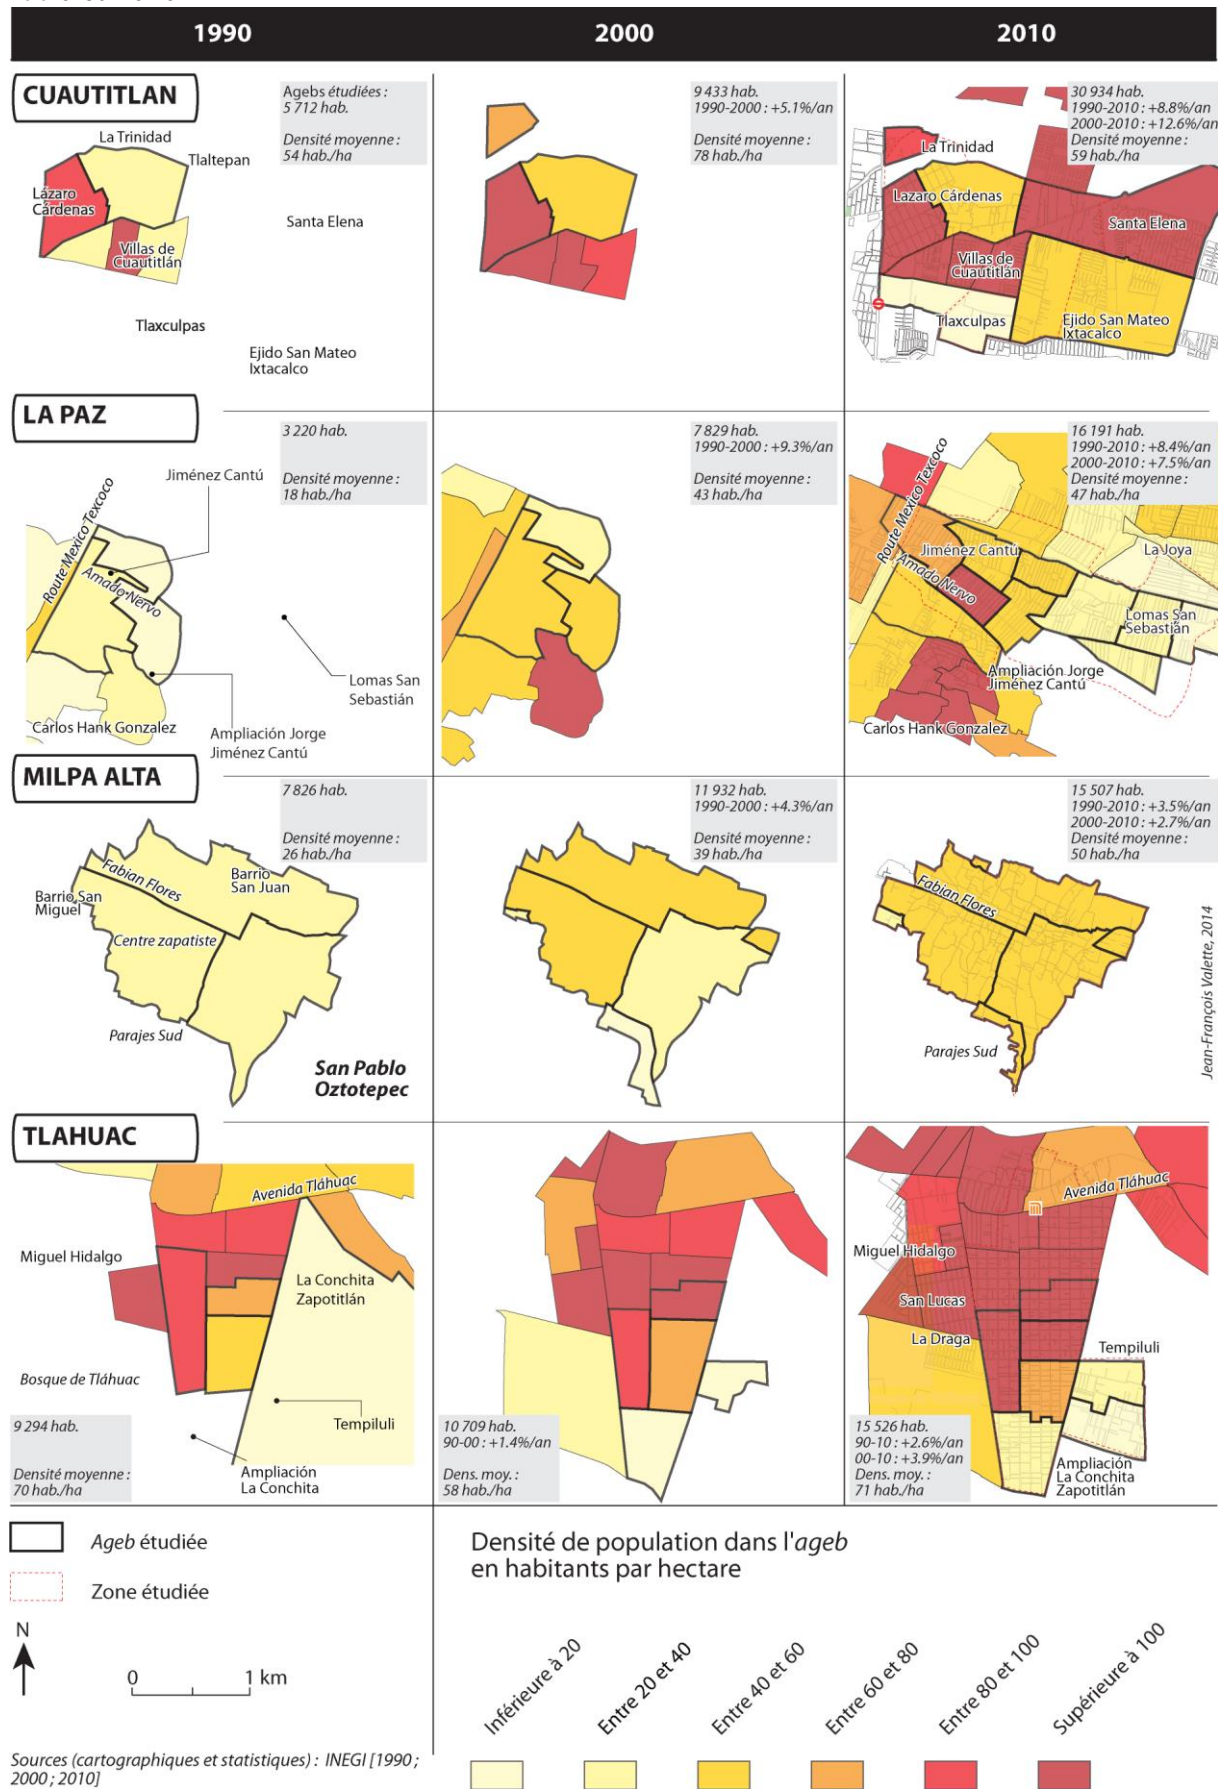 1990
2000
2010
CUAUTITLAN
Agebs étudiées :
5 712 hab.
Densité moyenne :
54 hab./ha
La Trinidad
Tlaltepan
Lázaro
Cárdenas
Santa Elena
Villas de
Cuautitlán
Tlaxculpas
Ejido San Mateo
Ixtacalco
9 433 hab.
1990-2000 : +5.1%/an
Densité moyenne :
78 hab./ha
30 934 hab.
1990-2010 : +8.8%/an
2000-2010 : +12.6%/an
Densité moyenne :
59 hab./ha
La Trinidad
Lazaro Cárdenas
Santa Elena
Villas de
Cuautitlán
Tlaxculpas
Ejido San Mateo
Ixtacalco
LA PAZ
3 220 hab.
Densité moyenne :
18 hab./ha
Jiménez Cantú
Route Mexico Texcoco
Amado Nervo
Lomas San
Sebastián
Carlos Hank Gonzalez
Ampliación Jorge
Jiménez Cantú
7 829 hab.
1990-2000 : +9.3%/an
Densité moyenne :
43 hab./ha
16 191 hab.
1990-2010 : +8.4%/an
2000-2010 : +7.5%/an
Densité moyenne :
47 hab./ha
Route Mexico Texcoco
Jiménez Cantú
La Joya
Amado Nervo
Lomas San
Sebastián
Ampliación Jorge
Jiménez Cantú
Carlos Hank Gonzalez
MILPA ALTA
7 826 hab.
Densité moyenne :
26 hab./ha
Fabian Flores
Barrio
San Juan
Barrio San
Miguel
Centre zapatiste
Parajes Sud
San Pablo
Oztotepec
11 932 hab.
1990-2000 : +4.3%/an
Densité moyenne :
39 hab./ha
15 507 hab.
1990-2010 : +3.5%/an
2000-2010 : +2.7%/an
Densité moyenne :
50 hab./ha
Fabian Flores
Parajes Sud
Jean-François Valette, 2014
TLAHUAC
Avenida Tláhuac
Miguel Hidalgo
La Conchita
Zapotitlán
Bosque de Tláhuac
Tempiluli
9 294 hab.
Densité moyenne :
70 hab./ha
Ampliación
La Conchita
10 709 hab.
90-00 : +1.4%/an
Dens. moy. :
58 hab./ha
Avenida Tláhuac
m
Miguel Hidalgo
San Lucas
La Draga
Tempiluli
15 526 hab.
90-10 : +2.6%/an
00-10 : +3.9%/an
Dens. moy. :
71 hab./ha
Ampliación
La Conchita
Zapotitlán
Ageb étudiée
Zone étudiée
N
0 1 km
Sources (cartographiques et statistiques) : INEGI [1990 ;
2000 ; 2010]
Densité de population dans l'ageb
en habitants par hectare
Inférieure à 20
Entre 20 et 40
Entre 40 et 60
Entre 60 et 80
Entre 80 et 100
Supérieure à 100